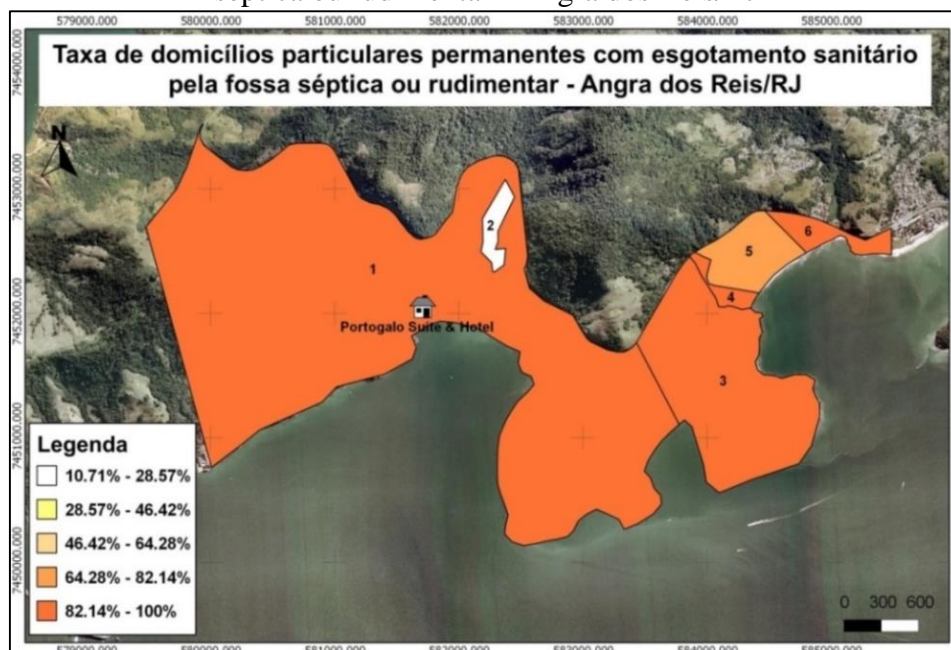 579000.000 580000.000 581000.000 582000.000 583000.000 584000.000 585000.000
Taxa de domicílios particulares permanentes com esgotamento sanitário
pela fossa séptica ou rudimentar - Angra dos Reis/RJ
7454000.000
7453000.000
7452000.000
7451000.000
7450000.000
N
1
2
3
4
5
6
Portogalo Suíte & Hotel
Legenda
10.71% - 28.57%
28.57% - 46.42%
46.42% - 64.28%
64.28% - 82.14%
82.14% - 100%
0 300 600